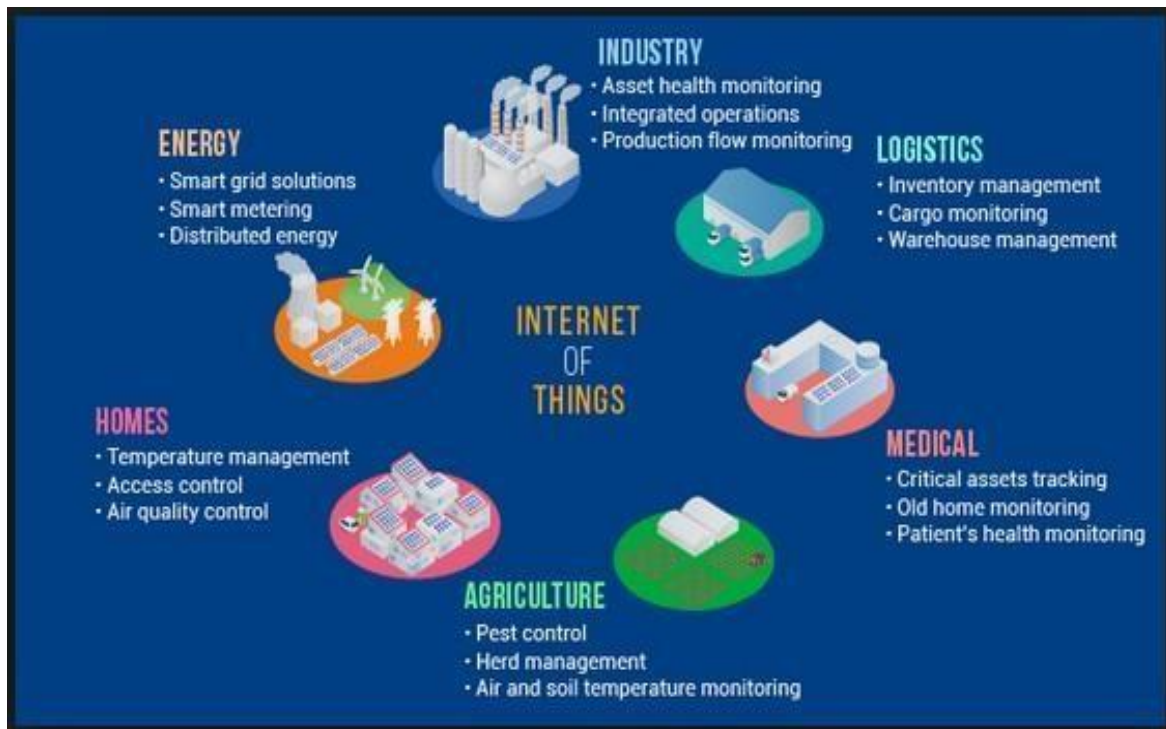 INDUSTRY
• Asset health monitoring
• Integrated operations
• Production flow monitoring
ENERGY
• Smart grid solutions
• Smart metering
• Distributed energy
LOGISTICS
• Inventory management
• Cargo monitoring
• Warehouse management
INTERNET
OF
THINGS
HOMES
• Temperature management
• Access control
• Air quality control
MEDICAL
• Critical assets tracking
• Old home monitoring
• Patient's health monitoring
AGRICULTURE
• Pest control
• Herd management
• Air and soil temperature monitoring